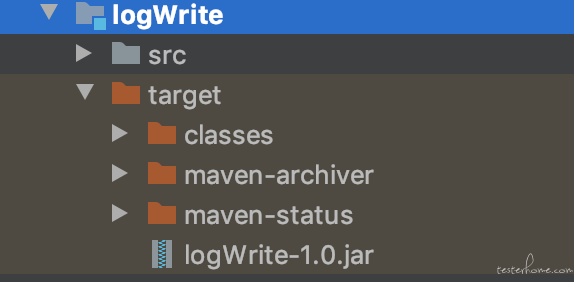 logWrite
src
target
classes
maven-archiver
maven-status
logWrite-1.0.jar
testerhome.com